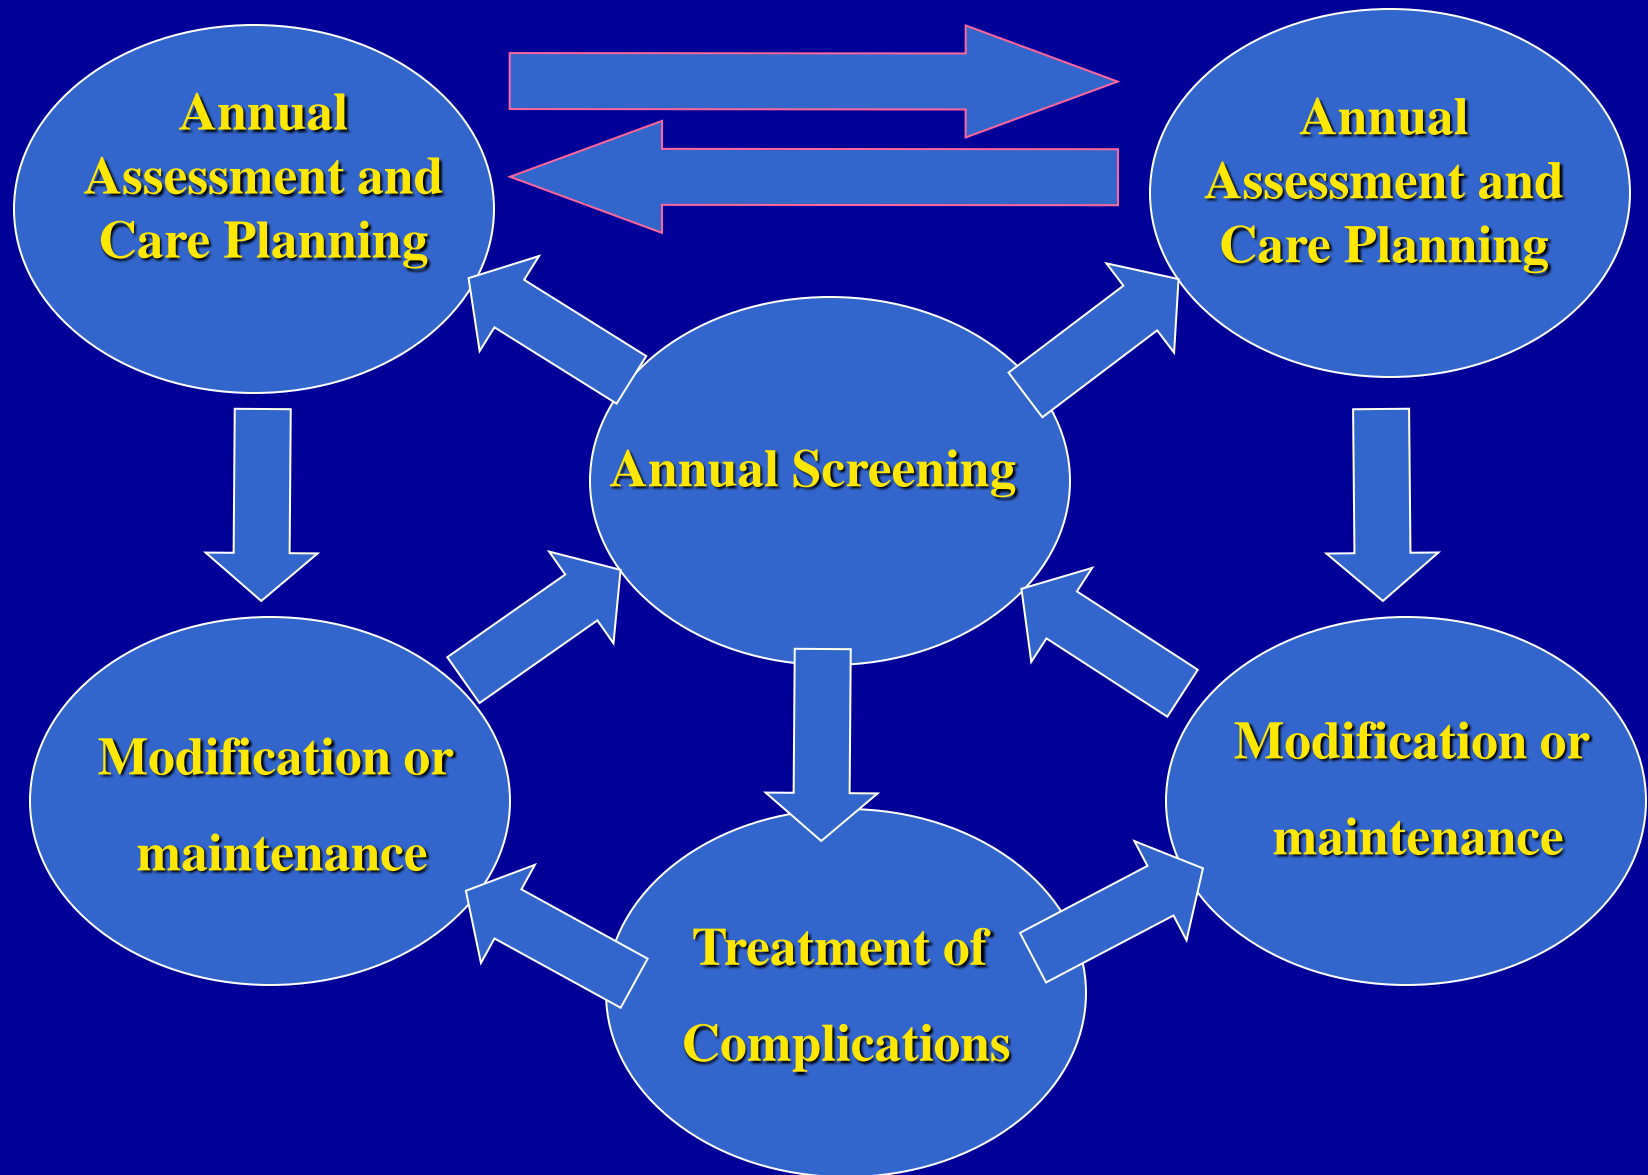 Annual
Assessment and
Care Planning
Annual
Assessment and
Care Planning
Annual Screening
Modification or
maintenance
Modification or
maintenance
Treatment of
Complications